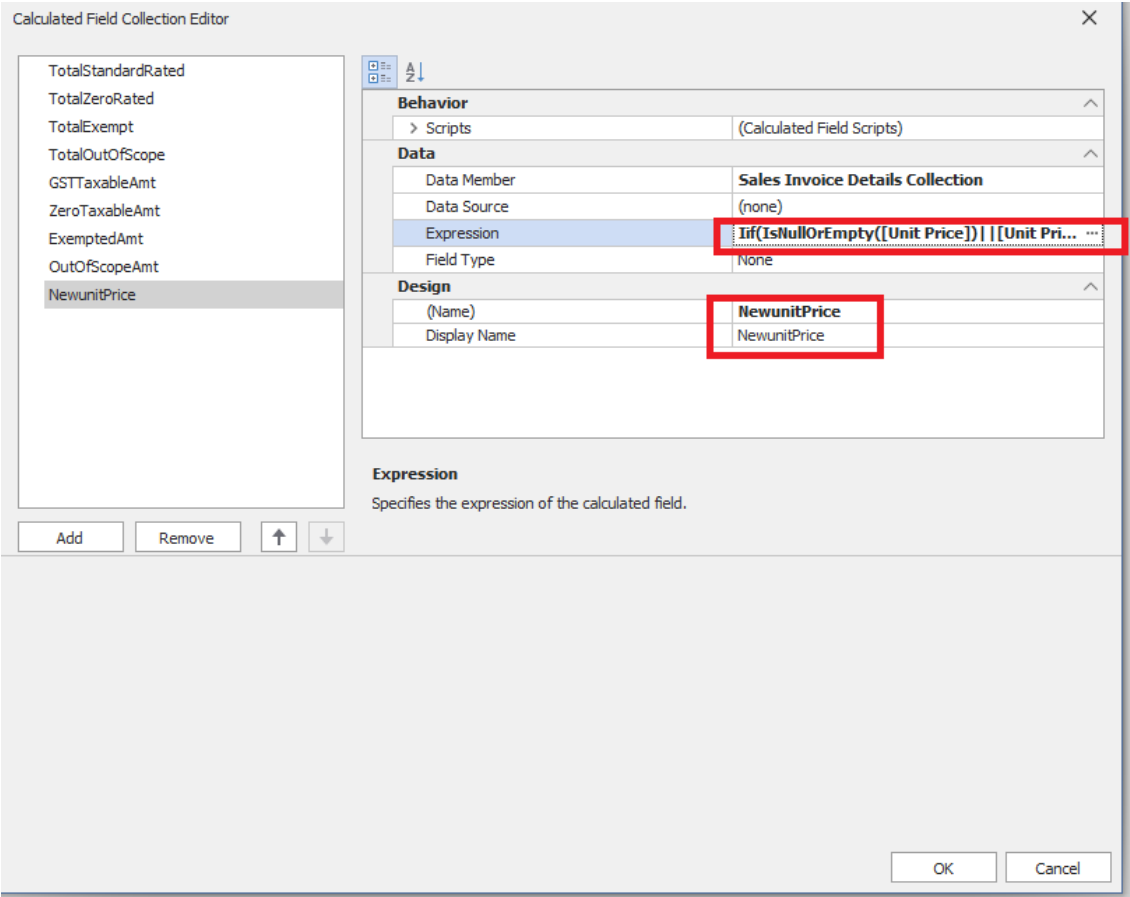 Calculated Field Collection Editor
TotalStandardRated
TotalZeroRated
TotalExempt
TotalOutOfScope
GSTTaxableAmt
ZeroTaxableAmt
ExemptedAmt
OutOfScopeAmt
NewunitPrice
Add Remove
Behavior
Scripts (Calculated Field Scripts)
Data
Data Member Sales Invoice Details Collection
Data Source (none)
Expression Iif(IsNullOrEmpty([Unit Price])||[Unit Pri... ...
Field Type None
Design
(Name) NewunitPrice
Display Name NewunitPrice
Expression
Specifies the expression of the calculated field.
OK Cancel